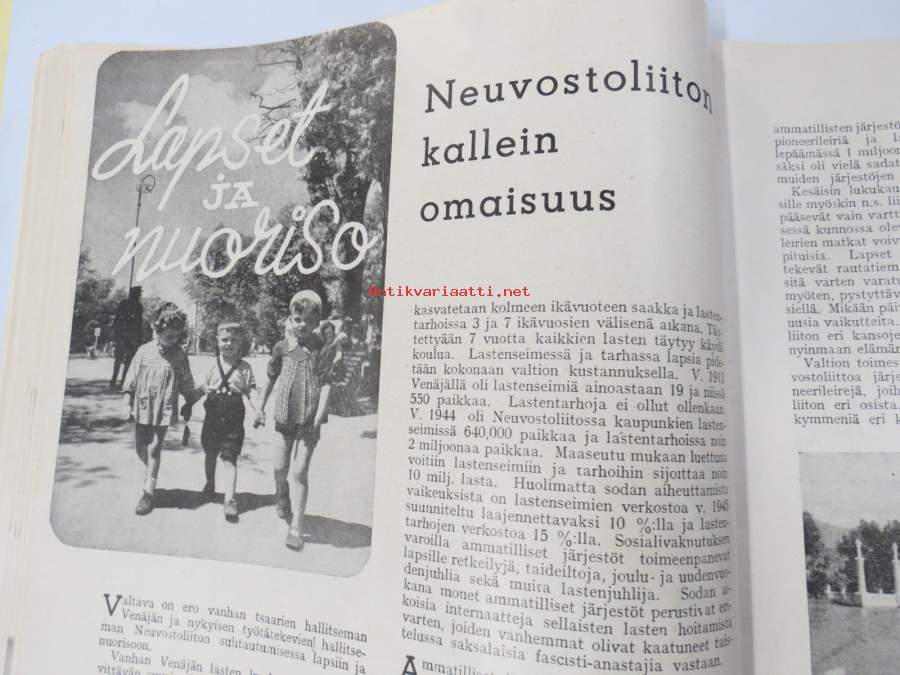 Lapset
JA
nuoriso
Neuvostoliiton
kallein
omaisuus
Valtava on ero vanhan tsaarien hallitseman
Venäjän ja nykyisen työtätekevien hallitse-
man Neuvostoliiton suhtautumisessa lapsiin ja
nuorisoon.
Vanhan Venäjän lasten
kasvatetaan kolmeen ikävuoteen saakka ja lasten-
tarhoissa 3 ja 7 ikävuosien välisenä aikana. Täy-
tettyään 7 vuotta kaikkien lasten täytyy käydä
koulua. Lastenseimessä ja tarhassa lapsia pide-
tään kokonaan valtion kustannuksella. V. 1913
Venäjällä oli lastenseimiä ainoastaan 19 ja niissä
550 paikkaa. Lastentarhoja ei ollut ollenkaan.
V. 1944 oli Neuvostoliitossa kaupunkien lasten-
seimissä 640,000 paikkaa ja lastentarhoissa noin
2 miljoonaa paikkaa. Maaseutu mukaan luettuna
voitiin lastenseimiin ja tarhoihin sijoittaa noin
10 milj. lasta. Huolimatta sodan aiheuttamista
vaikeuksista on lastenseimien verkostoa v. 1945
suunniteltu laajennettavaksi 10 %:lla ja lasten-
tarhojen verkostoa 15 %:lla. Sosialivakuutuksen
varoilla ammatilliset järjestöt toimeenpanevat
lapsille retkeilyjä, taideiltoja, joulu- ja uudenvuo-
denjuhlia sekä muita lastenjuhlija. Sodan ai-
kana monet ammatilliset järjestöt perustivat eri-
koisia internaatteja sellaisten lasten hoitamista
varten, joiden vanhemmat olivat kaatuneet tais-
telussa saksalaisia fascisti-anastajia vastaan.
Ammatilliset
ammatillisten järjestö
pioneerileiriä ja l
lepäämässä 1 miljoon
säksi oli vielä sadat
muiden järjestöjen
Kesäisin lukukau
sille myöskin n.s. lii
pääsevät vain vartt
sessä kunnossa olev
leirien matkat voiv
pituisia. Lapset
tekevät rautatiem
sitä varten varatu
myöten, pystyttäv
siellä. Mikään päi
uusia vaikutteita.
liiton eri kansoje
nyinmaan elämän
Valtion toimes
vostoliittoa järje
neerileirejä, joih
liiton eri osista.
kymmeniä eri k
antikvariaatti.net